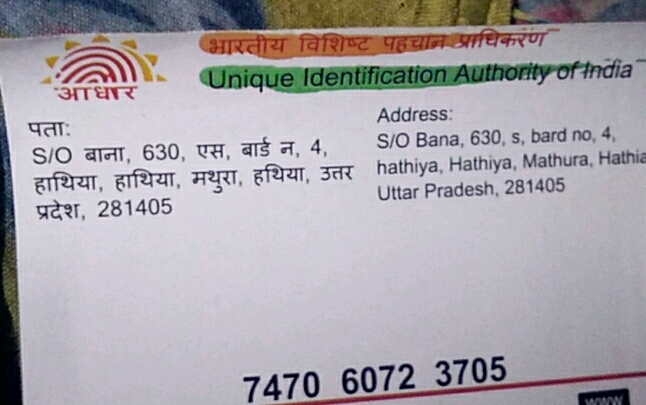 भारतीय विशिष्ट पहचान प्राधिकरण
Unique Identification Authority of India
आधार
पता:
S/O बाना, 630, एस, बार्ड न, 4,
हाथिया, हाथिया, मथुरा, हथिया, उत्तर
प्रदेश, 281405
Address:
S/O Bana, 630, s, bard no, 4,
hathiya, Hathiya, Mathura, Hathia
Uttar Pradesh, 281405
7470 6072 3705
www